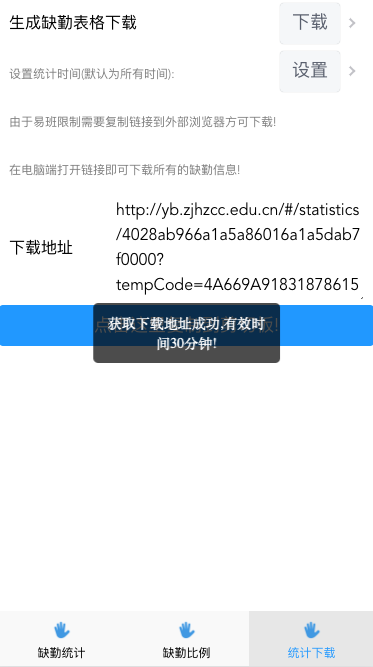 生成缺勤表格下载
下载
设置统计时间(默认为所有时间):
设置
由于易班限制需要复制链接到外部浏览器方可下载!
在电脑端打开链接即可下载所有的缺勤信息!
下载地址
http://yb.zjhzcc.edu.cn/#/statistics
/4028ab966a1a5a86016a1a5dab7
f0000?
tempCode=4A669A91831878615
获取下载地址成功,有效时
间30分钟!
缺勤统计
缺勤比例
统计下载